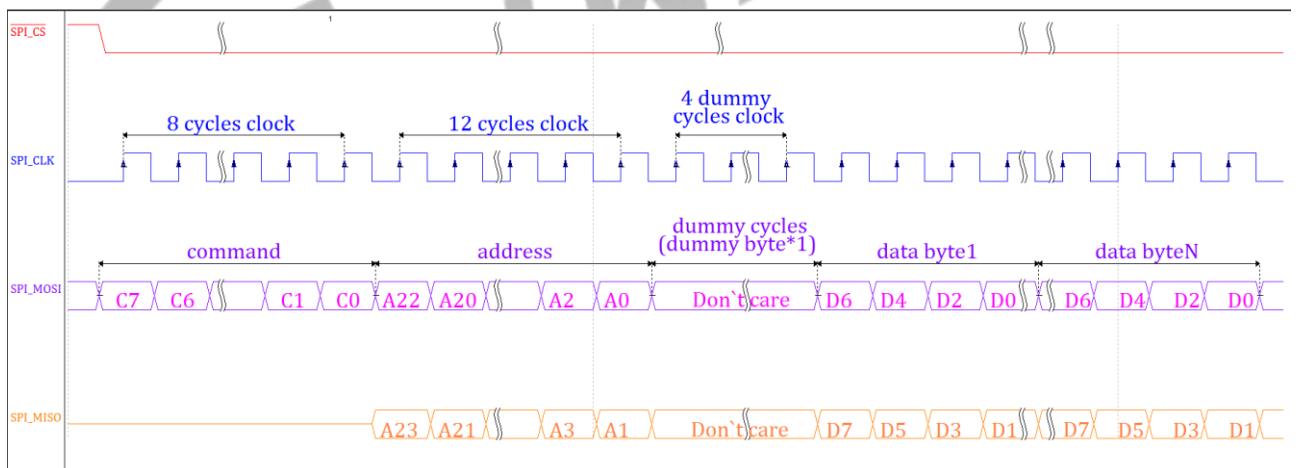 1
SPI_CS
8 cycles clock
12 cycles clock
4 dummy
cycles clock
SPI_CLK
command
address
dummy cycles
(dummy byte*1)
data byte1
data byteN
SPI_MOSI
C7 C6 C1 C0 A22 A20 A2 A0 Don`t care D6 D4 D2 D0 D6 D4 D2 D0
SPI_MISO
A23 A21 A3 A1 Don`t care D7 D5 D3 D1 D7 D5 D3 D1